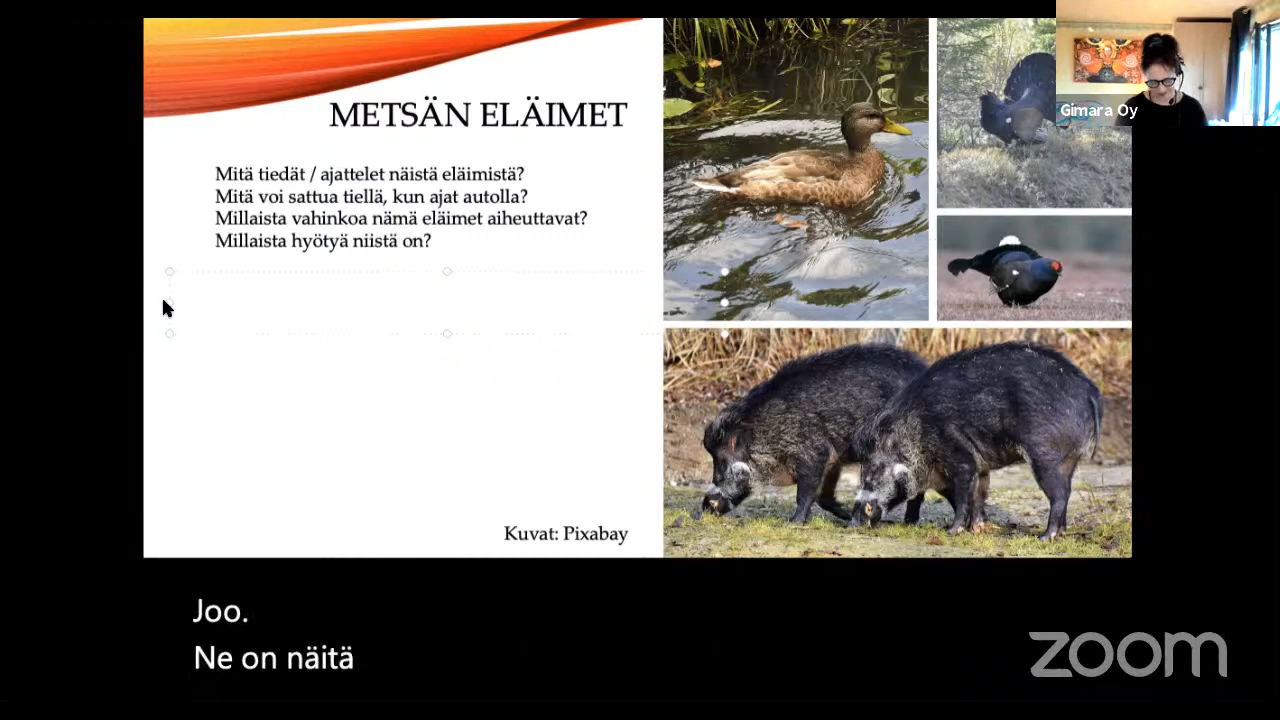 METSÄN ELÄIMET
Mitä tiedät / ajattelet näistä eläimistä?
Mitä voi sattua tiellä, kun ajat autolla?
Millaista vahinkoa nämä eläimet aiheuttavat?
Millaista hyötyä niistä on?
Kuvat: Pixabay
Gimara Oy
Joo.
Ne on näitä
zoom